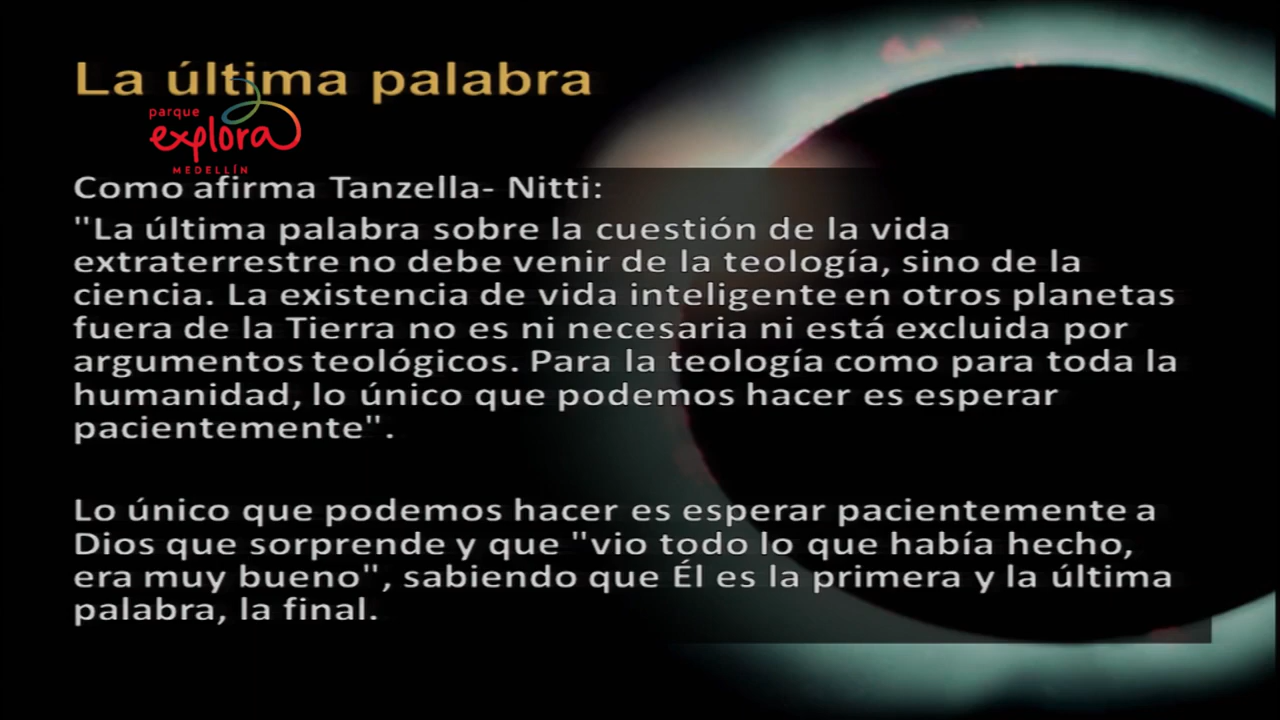 La última palabra
parque
explora
MEDELLÍN
Como afirma Tanzella- Nitti:
"La última palabra sobre la cuestión de la vida
extraterrestre no debe venir de la teología, sino de la
ciencia. La existencia de vida inteligente en otros planetas
fuera de la Tierra no es ni necesaria ni está excluida por
argumentos teológicos. Para la teología como para toda la
humanidad, lo único que podemos hacer es esperar
pacientemente".
Lo único que podemos hacer es esperar pacientemente a
Dios que sorprende y que "vio todo lo que había hecho,
era muy bueno", sabiendo que Él es la primera y la última
palabra, la final.